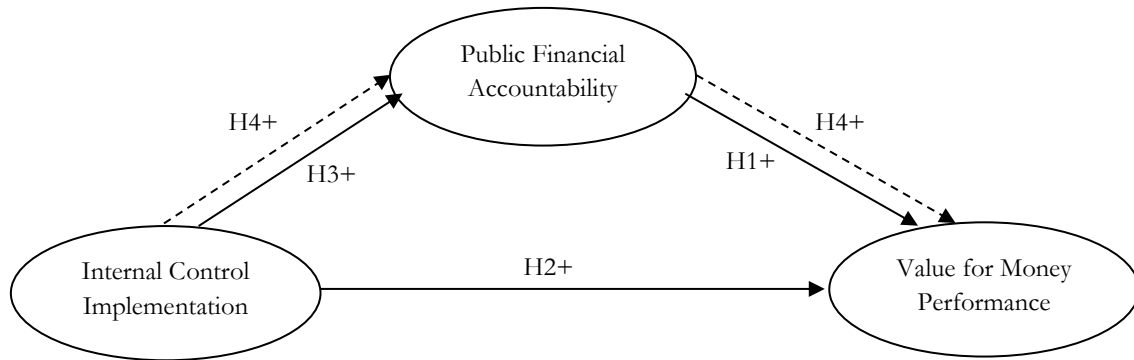 Public Financial
Accountability
H4+
H4+
H3+
H1+
Internal Control
Implementation
H2+
Value for Money
Performance